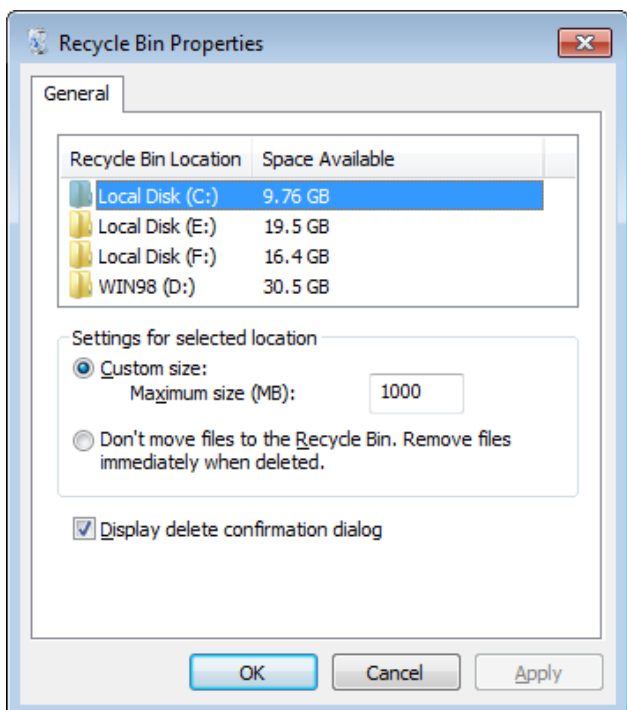 Recycle Bin Properties
General
Recycle Bin Location Space Available
Local Disk (C:) 9.76 GB
Local Disk (E:) 19.5 GB
Local Disk (F:) 16.4 GB
WIN98 (D:) 30.5 GB
Settings for selected location
Custom size:
Maximum size (MB): 1000
Don't move files to the Recycle Bin. Remove files
immediately when deleted.
Display delete confirmation dialog
OK Cancel Apply